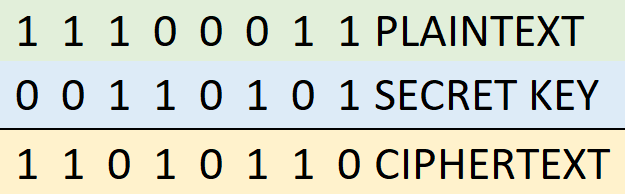 1 1 1 0 0 0 1 1 PLAINTEXT
0 0 1 1 0 1 0 1 SECRET KEY
1 1 0 1 0 1 1 0 CIPHERTEXT